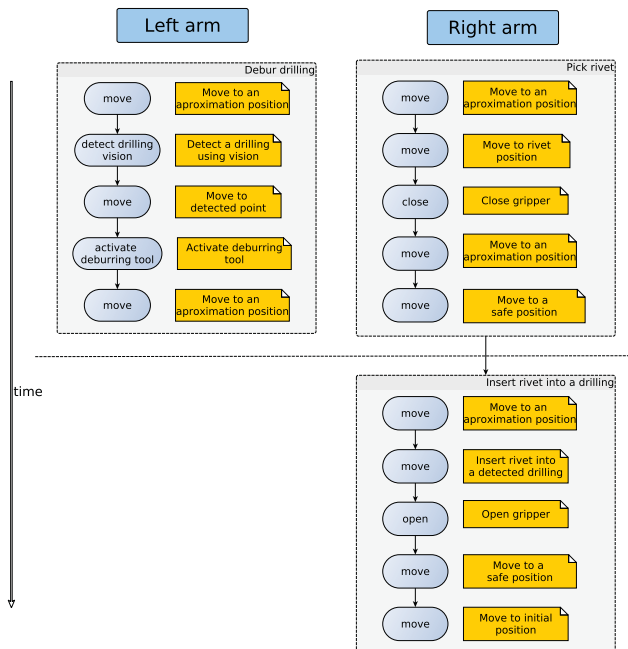 Left arm
Right arm
Debur drilling
move
Move to an
aproximation position
detect drilling
vision
Detect a drilling
using vision
move
Move to
detected point
activate
deburring tool
Activate deburring
tool
move
Move to an
aproximation position
Pick rivet
move
Move to an
aproximation position
move
Move to rivet
position
close
Close gripper
move
Move to an
aproximation position
move
Move to a
safe position
time
Insert rivet into a drilling
move
Move to an
aproximation position
move
Insert rivet into
a detected drilling
open
Open gripper
move
Move to a
safe position
move
Move to initial
position